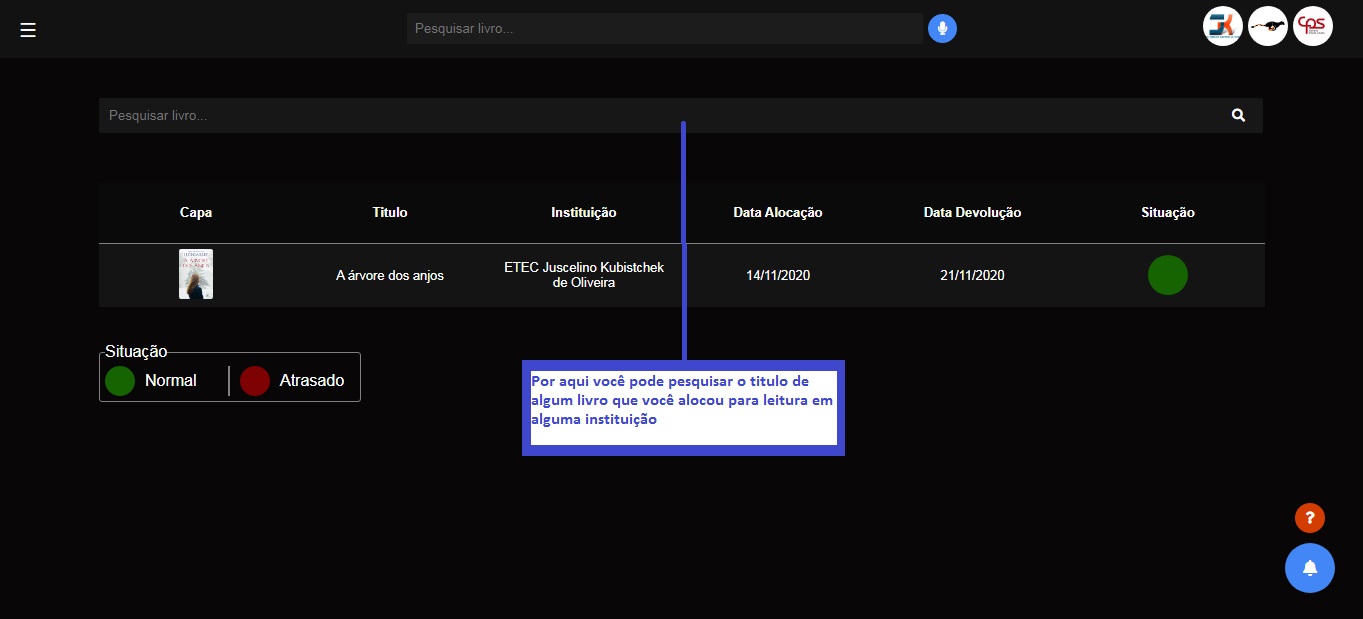 Pesquisar livro...
cps
Pesquisar livro...
Capa
Titulo
Instituição
Data Alocação
Data Devolução
Situação
A árvore dos anjos
ETEC Juscelino Kubistchek
de Oliveira
14/11/2020
21/11/2020
Situação
Normal
Atrasado
Por aqui você pode pesquisar o titulo de
algum livro que você alocou para leitura em
alguma instituição
?